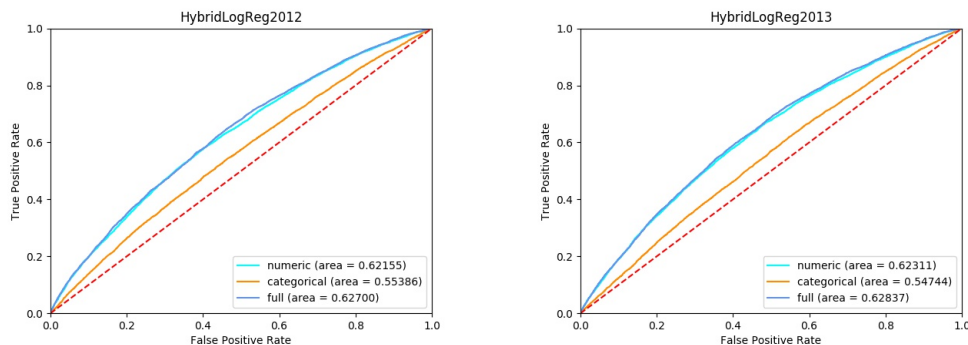 HybridLogReg2012
1.0
0.8
0.6
0.4
0.2
0.0
True Positive Rate
numeric (area = 0.62155)
categorical (area = 0.55386)
full (area = 0.62700)
0.0 0.2 0.4 0.6 0.8 1.0
False Positive Rate
HybridLogReg2013
1.0
0.8
0.6
0.4
0.2
0.0
True Positive Rate
numeric (area = 0.62311)
categorical (area = 0.54744)
full (area = 0.62837)
0.0 0.2 0.4 0.6 0.8 1.0
False Positive Rate